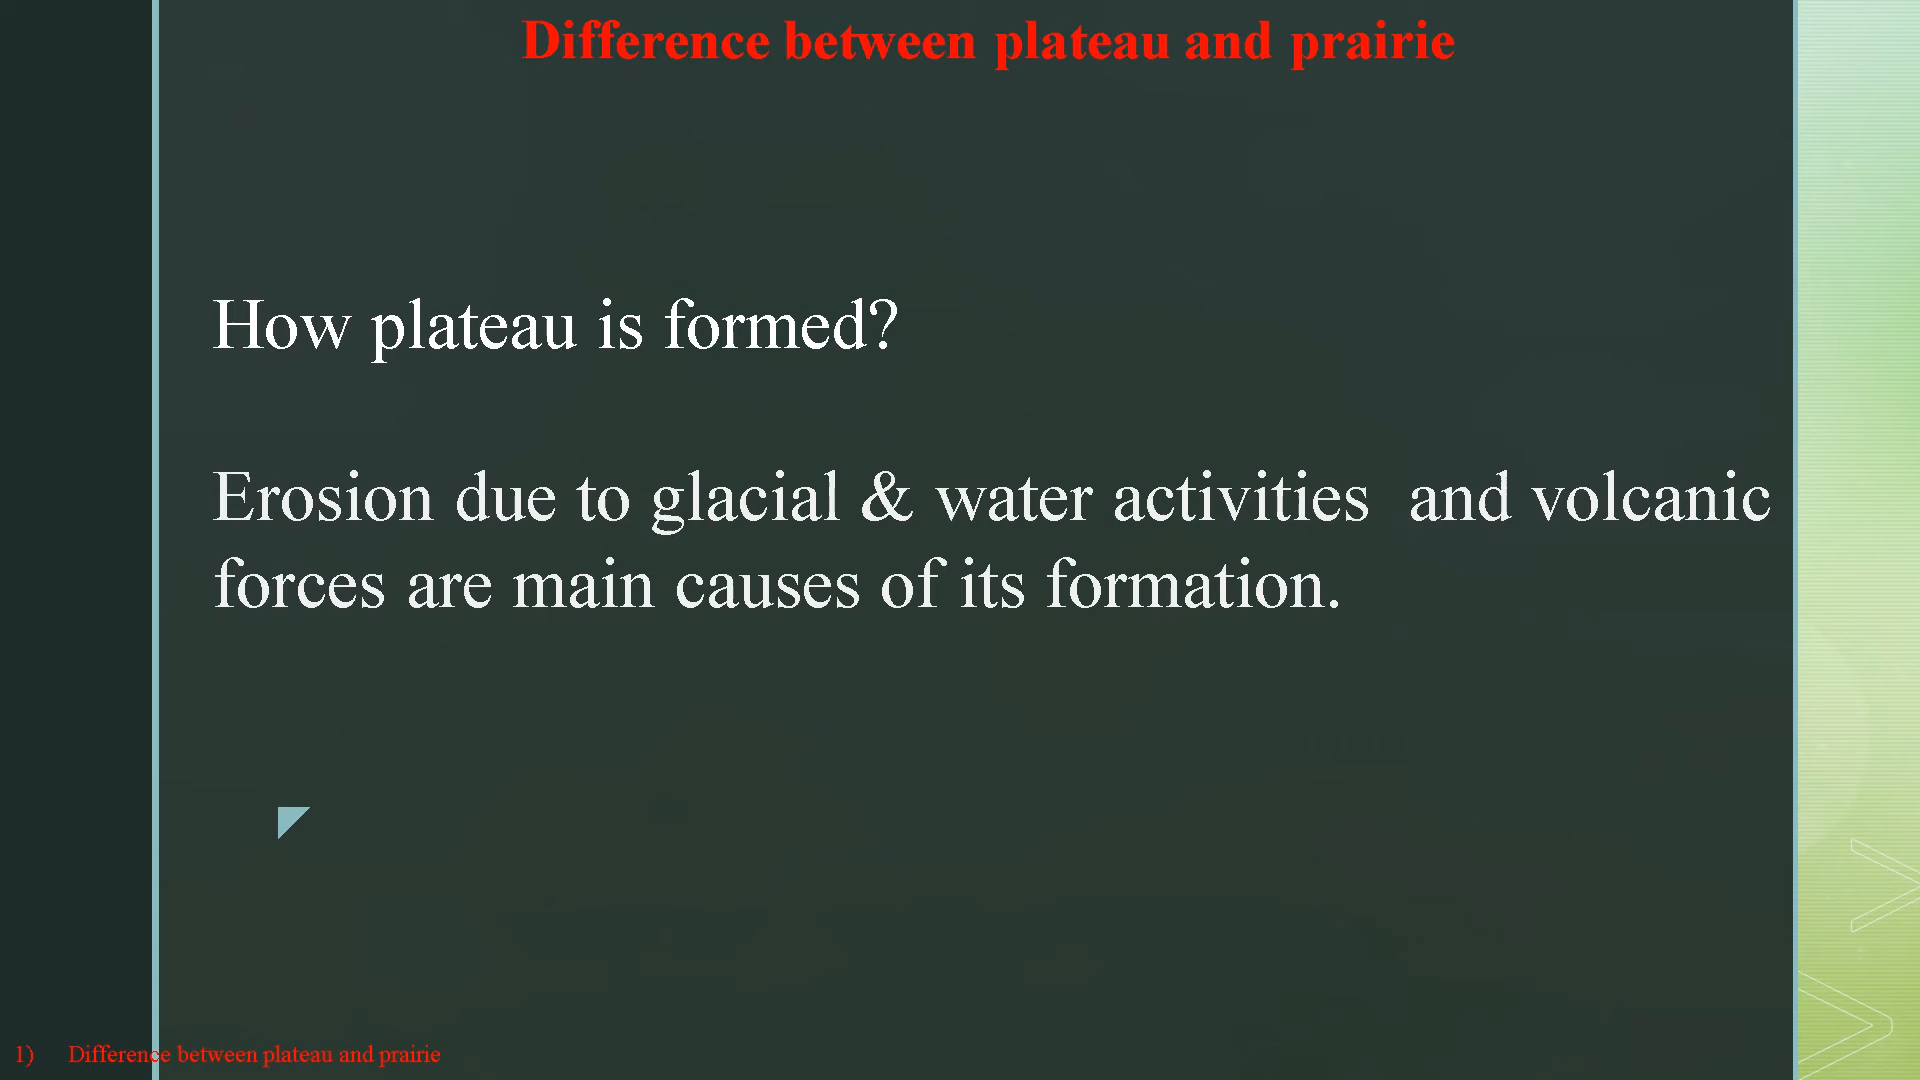 Difference between plateau and prairie
How plateau is formed?
Erosion due to glacial & water activities  and volcanic
forces are main causes of its formation.
1) Difference between plateau and prairie